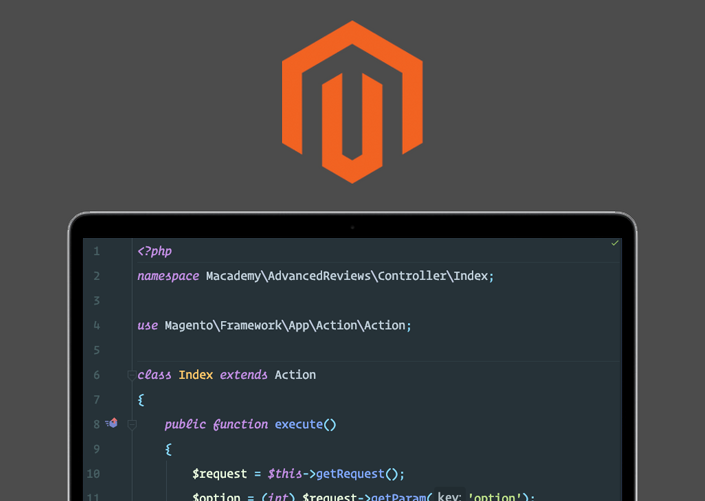 1 <?php
2 namespace Macademy\AdvancedReviews\Controller\Index;
3
4 use Magento\Framework\App\Action\Action;
5
6 class Index extends Action
7 {
8 public function execute()
9 {
10 $request = $this->getRequest();
11 $option = (int) $request->getParam( key: 'option');